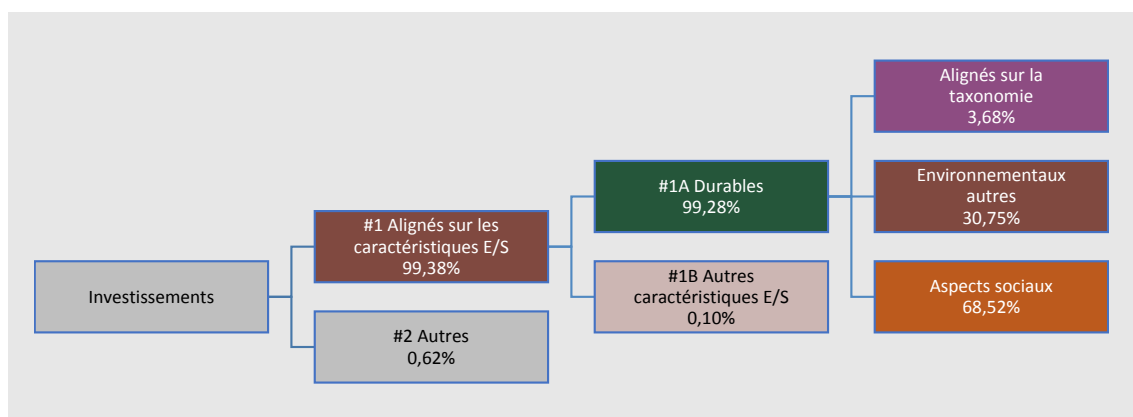 Investissements
#1 Alignés sur les
caractéristiques E/S
99,38%
#2 Autres
0,62%
#1A Durables
99,28%
#1B Autres
caractéristiques E/S
0,10%
Alignés sur la
taxonomie
3,68%
Environnementaux
autres
30,75%
Aspects sociaux
68,52%